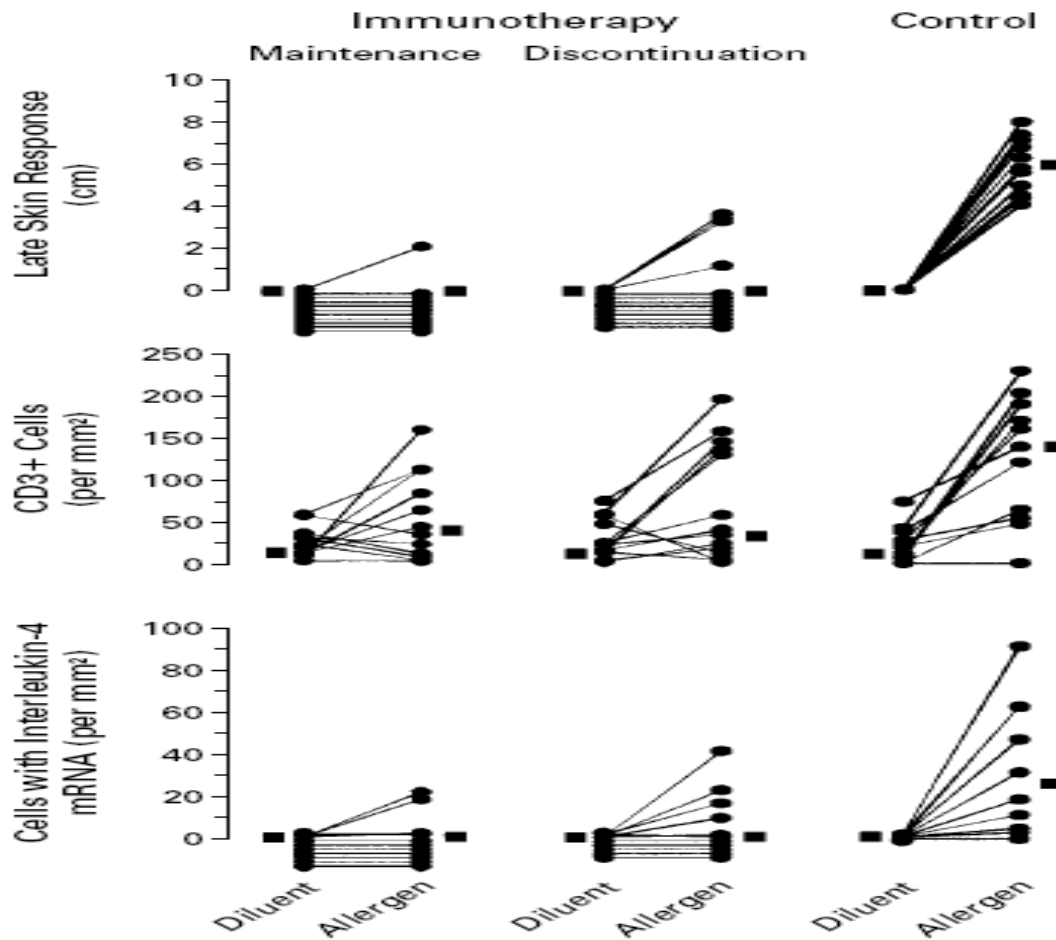 Immunotherapy Control
Maintenance Discontinuation
Late Skin Response
(cm)
10
8
6
4
2
0
CD3+ Cells
(per mm²)
250
200
150
100
50
0
Cells with Interleukin-4
mRNA (per mm²)
100
80
60
40
20
0
Diluent Allergen Diluent Allergen Diluent Allergen